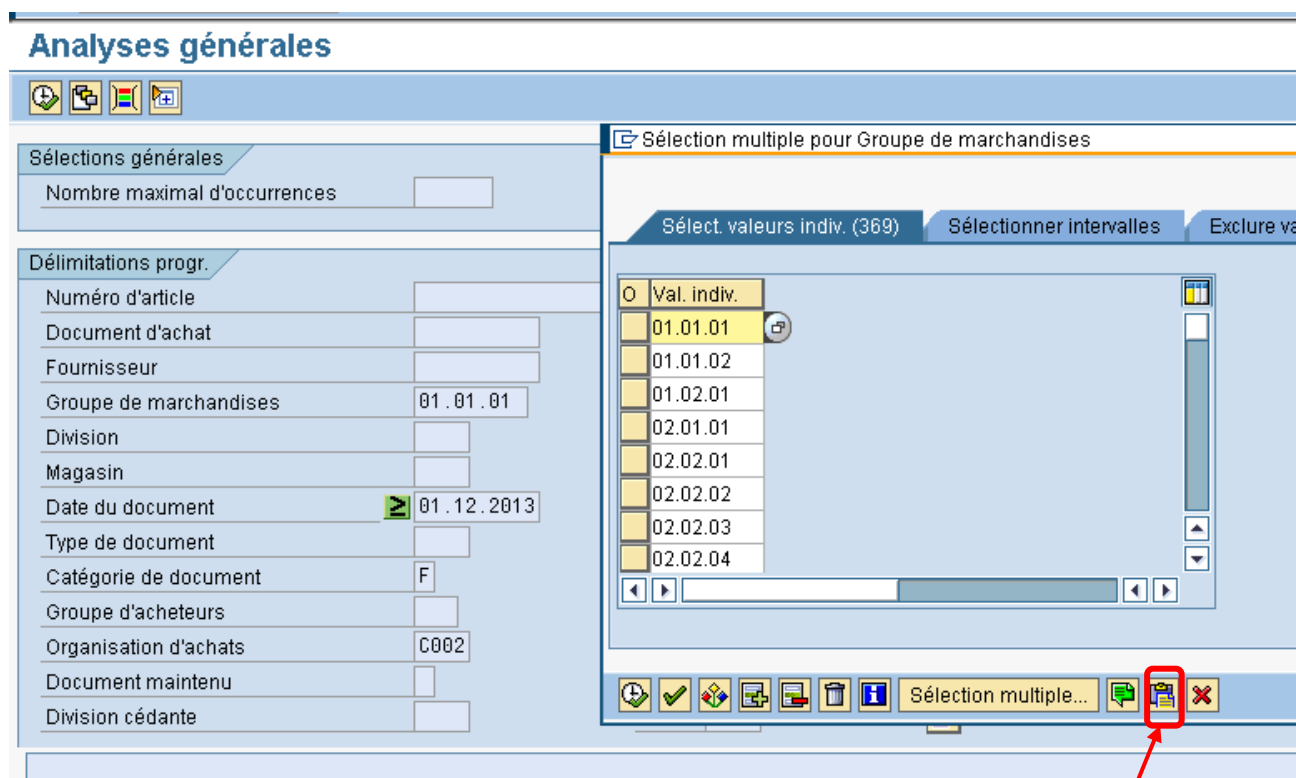 Analyses générales
Sélections générales
Nombre maximal d'occurrences
Délimitations progr.
Numéro d'article
Document d'achat
Fournisseur
Groupe de marchandises 01.01.01
Division
Magasin
Date du document ≥ 01.12.2013
Type de document
Catégorie de document F
Groupe d'acheteurs
Organisation d'achats C002
Document maintenu
Division cédante
Sélection multiple pour Groupe de marchandises
Sélect. valeurs indiv. (369) Sélectionner intervalles Exclure va
O Val. indiv.
01.01.01
01.01.02
01.02.01
02.01.01
02.02.01
02.02.02
02.02.03
02.02.04
Sélection multiple...